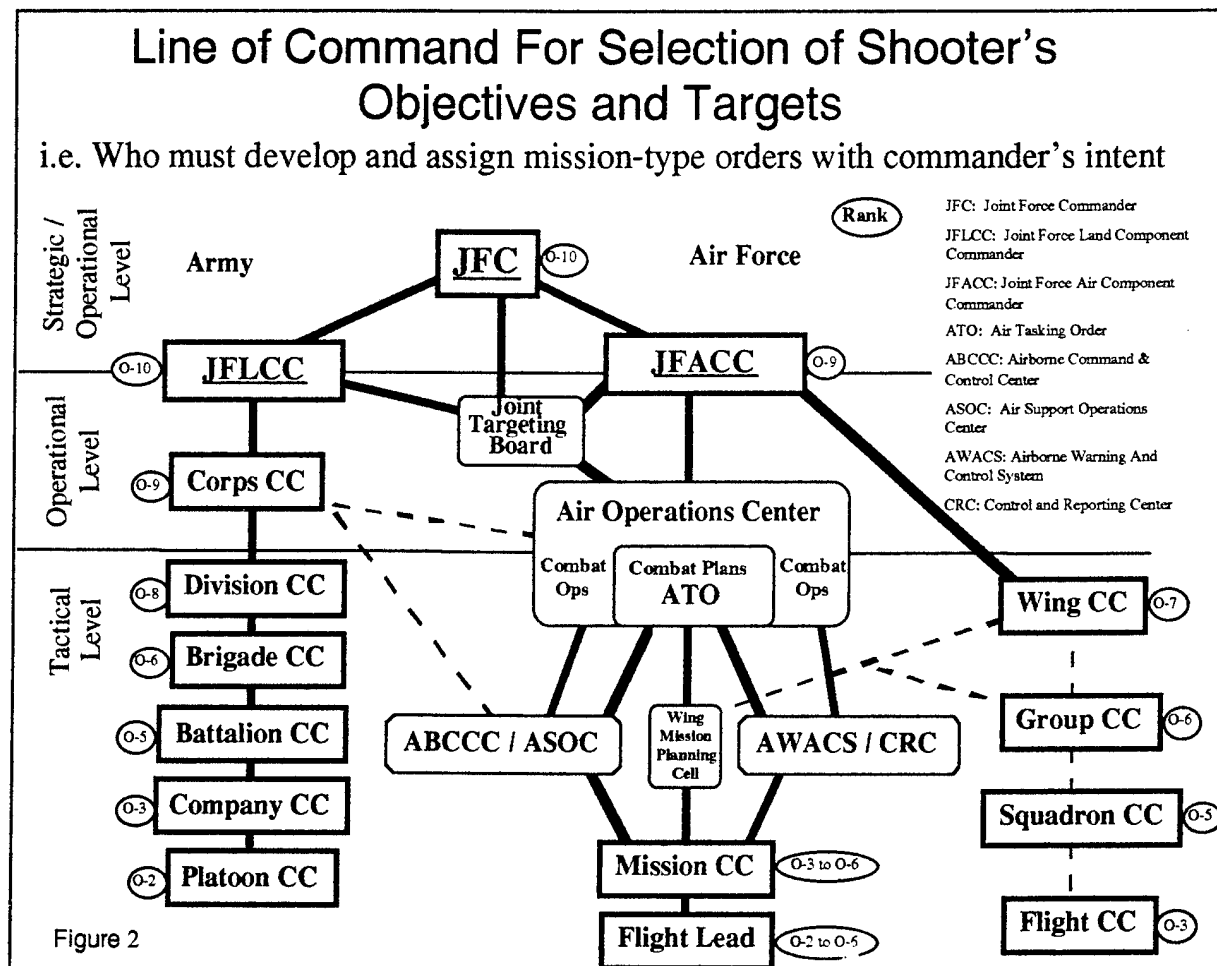 Line of Command For Selection of Shooter's
Objectives and Targets
i.e. Who must develop and assign mission-type orders with commander's intent
Strategic /
Operational
Level
Army
JFC
O-10
Air Force
Rank
JFC: Joint Force Commander
JFLCC: Joint Force Land Component
Commander
JFACC: Joint Force Air Component
Commander
ATO: Air Tasking Order
ABCCC: Airborne Command &
Control Center
ASOC: Air Support Operations
Center
AWACS: Airborne Warning And
Control System
CRC: Control and Reporting Center
O-10
JFLCC
JFACC
O-9
Operational
Level
Joint
Targeting
Board
O-9
Corps CC
Air Operations Center
Combat
Ops
Combat Plans
ATO
Combat
Ops
Tactical
Level
O-8
Division CC
Wing CC
O-7
O-6
Brigade CC
O-5
Battalion CC
ABCCC / ASOC
Wing
Mission
Planning
Cell
AWACS / CRC
Group CC
O-6
O-3
Company CC
Squadron CC
O-5
O-2
Platoon CC
Mission CC
O-3 to O-6
Flight Lead
O-2 to O-6
Flight CC
O-3
Figure 2